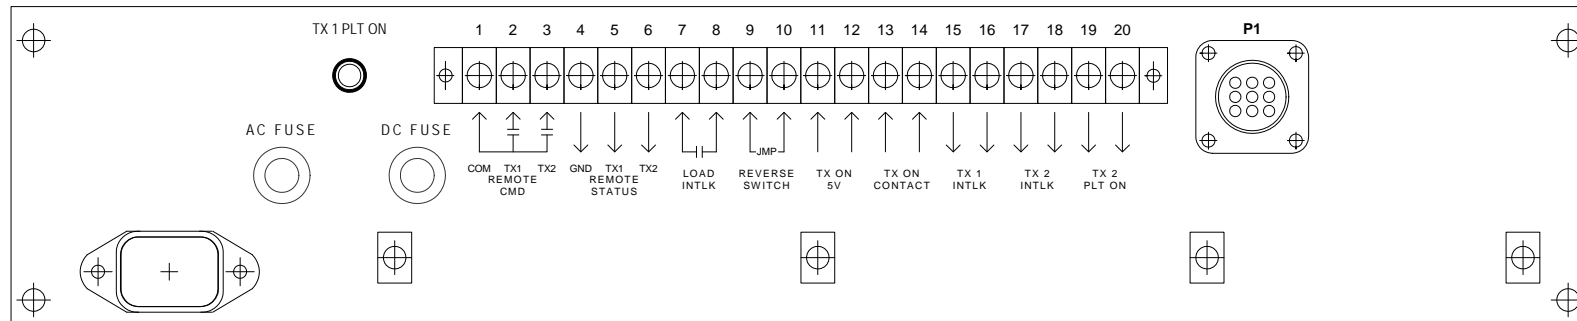 TX 1 PLT ON
1 2 3 4 5 6 7 8 9 10 11 12 13 14 15 16 17 18 19 20
P1
AC FUSE
DC FUSE
JMP
COM TX1 TX2
REMOTE
CMD
GND TX1 TX2
REMOTE
STATUS
LOAD
INTLK
REVERSE
SWITCH
TX ON
5V
TX ON
CONTACT
TX 1
INTLK
TX 2
INTLK
TX 2
PLT ON